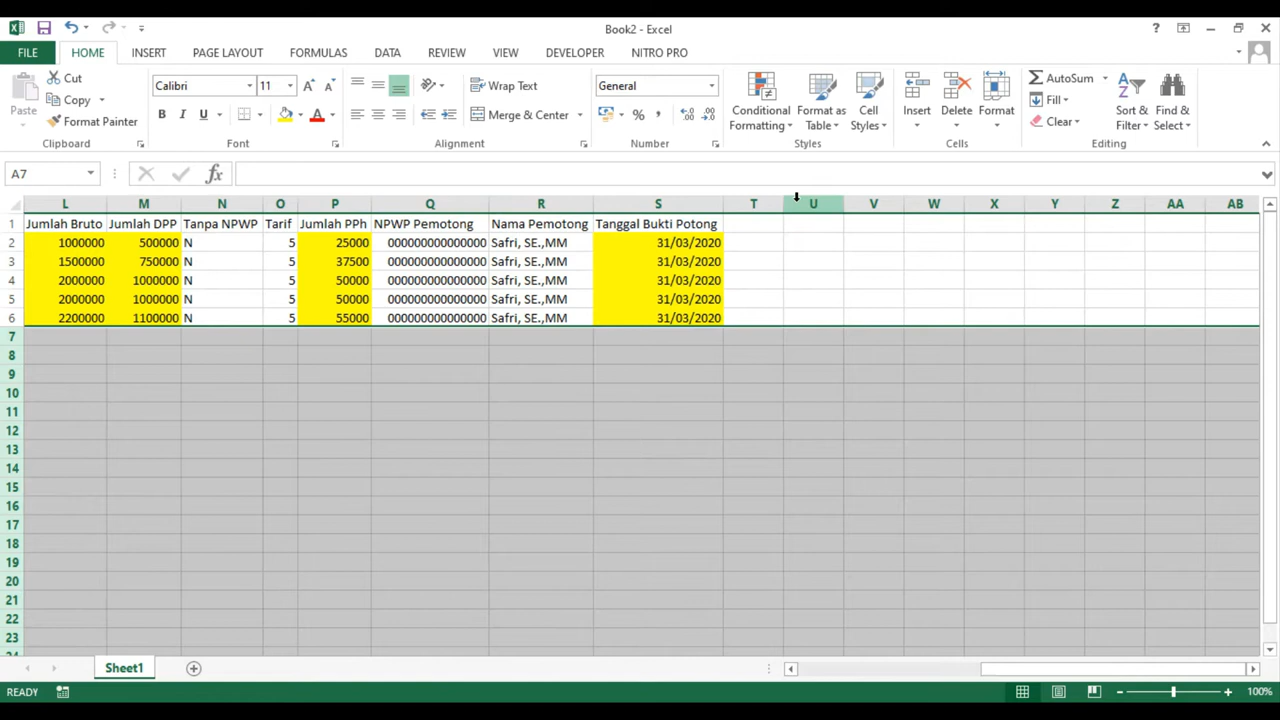 Book2 - Excel
FILE HOME INSERT PAGE LAYOUT FORMULAS DATA REVIEW VIEW DEVELOPER NITRO PRO
Paste
Cut
Copy
Format Painter
Clipboard
Calibri 11
B I U
Font
Wrap Text
Merge & Center
Alignment
General
%
Number
Conditional Formatting
Format as Table
Cell Styles
Styles
Insert
Delete
Format
Cells
AutoSum
Fill
Clear
Sort & Filter
Find & Select
Editing
A7
L M N O P Q R S T U V W X Y Z AA AB
1 Jumlah Bruto Jumlah DPP Tanpa NPWP Tarif Jumlah PPh NPWP Pemotong Nama Pemotong Tanggal Bukti Potong
2 1000000 500000 N 5 25000 000000000000000 Safri, SE.,MM 31/03/2020
3 1500000 750000 N 5 37500 000000000000000 Safri, SE.,MM 31/03/2020
4 2000000 1000000 N 5 50000 000000000000000 Safri, SE.,MM 31/03/2020
5 2000000 1000000 N 5 50000 000000000000000 Safri, SE.,MM 31/03/2020
6 2200000 1100000 N 5 55000 000000000000000 Safri, SE.,MM 31/03/2020
7
8
9
10
11
12
13
14
15
16
17
18
19
20
21
22
23
Sheet1
READY
100%